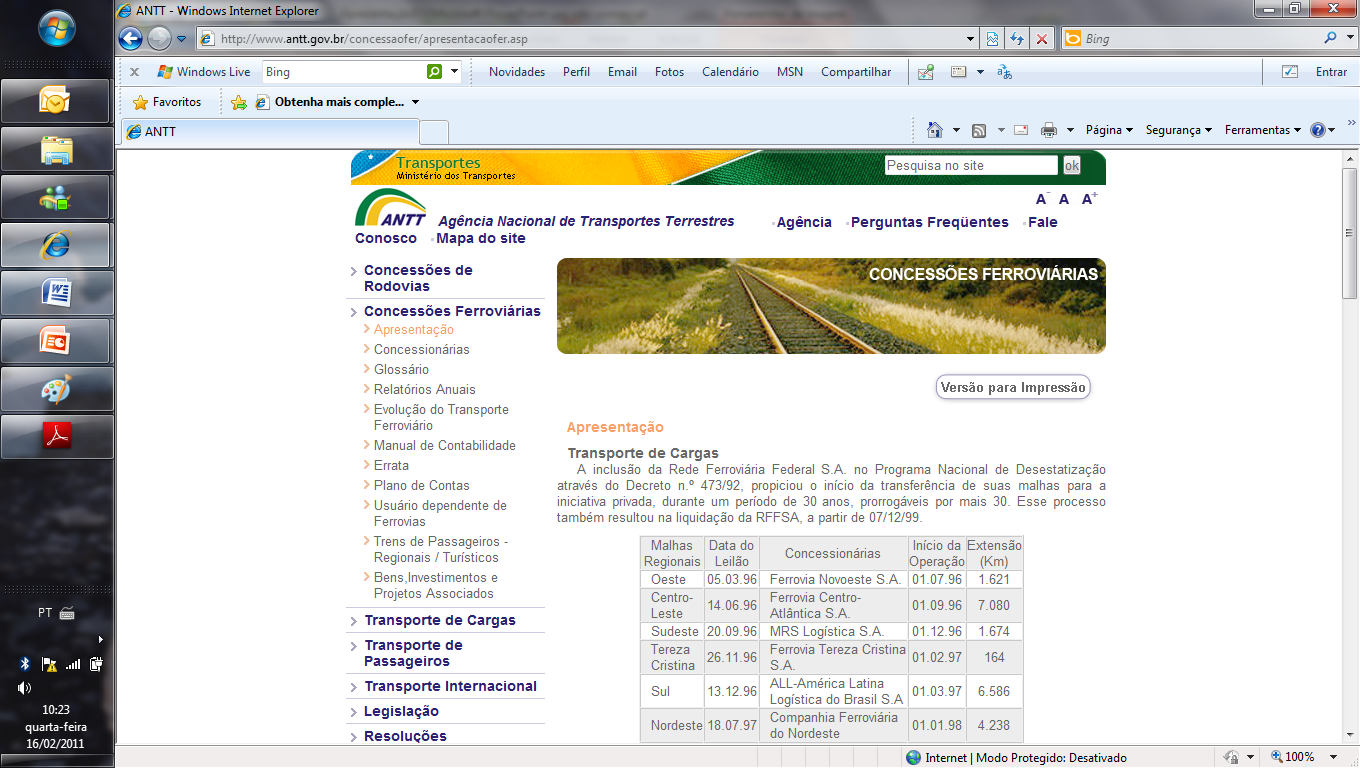 ANTT - Windows Internet Explorer
http://www.antt.gov.br/concessaofer/apresentacaofer.asp
Bing
Windows Live
Bing
Novidades
Perfil
Email
Fotos
Calendário
MSN
Compartilhar
Entrar
Favoritos
Obtenha mais comple...
ANTT
Página
Segurança
Ferramentas
Transportes
Ministério dos Transportes
Pesquisa no site
ok
A- A A+
ANTT
Agência Nacional de Transportes Terrestres
Agência
Perguntas Freqüentes
Fale
Conosco
Mapa do site
Concessões de
Rodovias
Concessões Ferroviárias
Apresentação
Concessionárias
Glossário
Relatórios Anuais
Evolução do Transporte
Ferroviário
Manual de Contabilidade
Errata
Plano de Contas
Usuário dependente de
Ferrovias
Trens de Passageiros -
Regionais / Turísticos
Bens,Investimentos e
Projetos Associados
Transporte de Cargas
Transporte de
Passageiros
Transporte Internacional
Legislação
Resoluções
CONCESSÕES FERROVIÁRIAS
Versão para Impressão
Apresentação
Transporte de Cargas
A inclusão da Rede Ferroviária Federal S.A. no Programa Nacional de Desestatização
através do Decreto n.º 473/92, propiciou o início da transferência de suas malhas para a
iniciativa privada, durante um período de 30 anos, prorrogáveis por mais 30. Esse processo
também resultou na liquidação da RFFSA, a partir de 07/12/99.
Malhas Regionais Data do Leilão Concessionárias Início da Operação Extensão (Km)
Oeste 05.03.96 Ferrovia Novoeste S.A. 01.07.96 1.621
Centro-Leste 14.06.96 Ferrovia Centro-Atlântica S.A. 01.09.96 7.080
Sudeste 20.09.96 MRS Logística S.A. 01.12.96 1.674
Tereza Cristina 26.11.96 Ferrovia Tereza Cristina S.A. 01.02.97 164
Sul 13.12.96 ALL-América Latina Logística do Brasil S.A 01.03.97 6.586
Nordeste 18.07.97 Companhia Ferroviária do Nordeste 01.01.98 4.238
PT
10:23
quarta-feira
16/02/2011
Internet | Modo Protegido: Desativado
100%